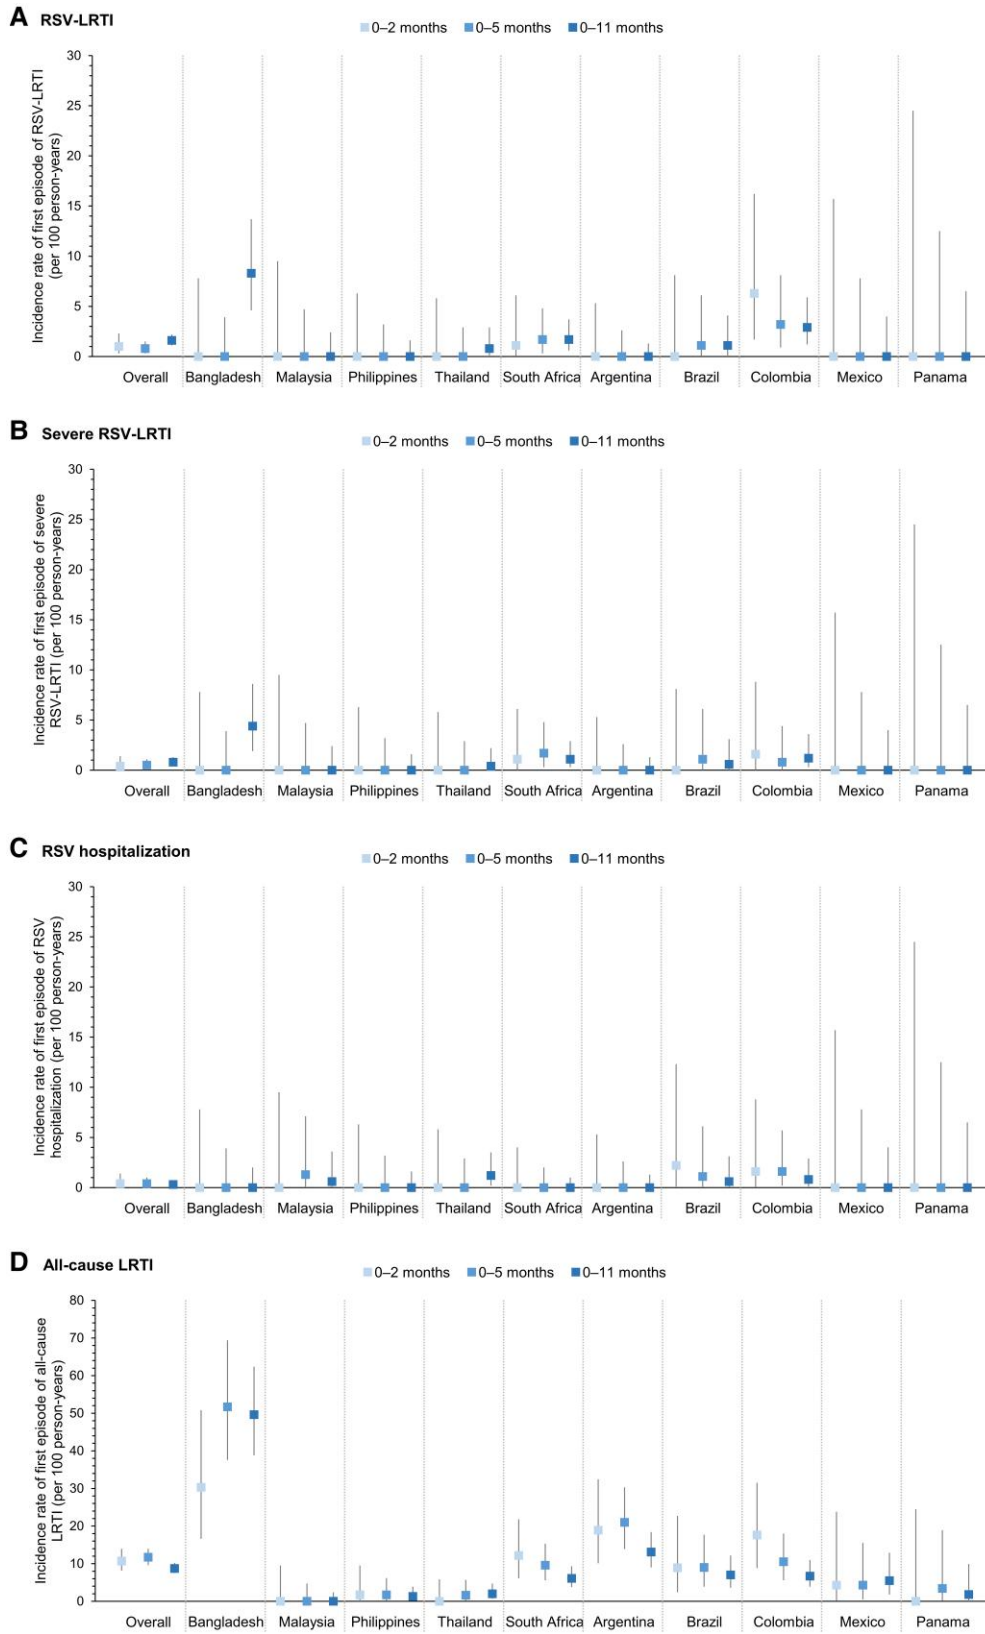 A RSV-LRTI
0–2 months 0–5 months 0–11 months
Incidence rate of first episode of RSV-LRTI
(per 100 person-years)
30
25
20
15
10
5
0
Overall Bangladesh Malaysia Philippines Thailand South Africa Argentina Brazil Colombia Mexico Panama
B Severe RSV-LRTI
0–2 months 0–5 months 0–11 months
Incidence rate of first episode of severe
RSV-LRTI (per 100 person-years)
30
25
20
15
10
5
0
Overall Bangladesh Malaysia Philippines Thailand South Africa Argentina Brazil Colombia Mexico Panama
C RSV hospitalization
0–2 months 0–5 months 0–11 months
Incidence rate of first episode of RSV
hospitalization (per 100 person-years)
30
25
20
15
10
5
0
Overall Bangladesh Malaysia Philippines Thailand South Africa Argentina Brazil Colombia Mexico Panama
D All-cause LRTI
0–2 months 0–5 months 0–11 months
Incidence rate of first episode of all-cause
LRTI (per 100 person-years)
80
70
60
50
40
30
20
10
0
Overall Bangladesh Malaysia Philippines Thailand South Africa Argentina Brazil Colombia Mexico Panama